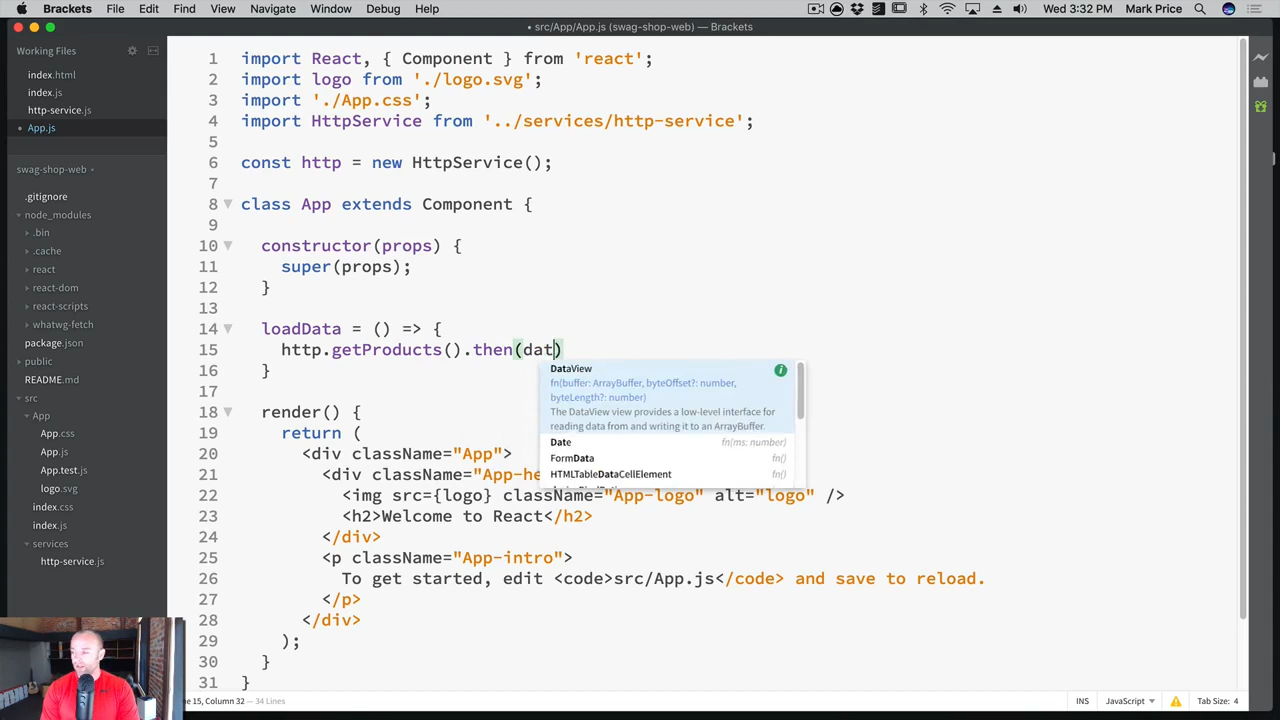 Brackets File Edit Find View Navigate Window Debug Help Wed 3:32 PM Mark Price
• src/App/App.js (swag-shop-web) — Brackets
Working Files
index.html
index.js
http-service.js
App.js
swag-shop-web
.gitignore
node_modules
.bin
.cache
react
react-dom
react-scripts
whatwg-fetch
package.json
public
README.md
src
App
App.css
App.js
App.test.js
logo.svg
index.css
index.js
services
http-service.js
1 import React, { Component } from 'react';
2 import logo from './logo.svg';
3 import './App.css';
4 import HttpService from '../services/http-service';
5
6 const http = new HttpService();
7
8 class App extends Component {
9
10 constructor(props) {
11 super(props);
12 }
13
14 loadData = () => {
15 http.getProducts().then(dat)
16 }
17
18 render() {
19 return (
20 <div className="App">
21 <div className="App-he
22 <img src={logo} className="App-logo" alt="logo" />
23 <h2>Welcome to React</h2>
24 </div>
25 <p className="App-intro">
26 To get started, edit <code>src/App.js</code> and save to reload.
27 </p>
28 </div>
29 );
30 }
31 }
DataView
fn(buffer: ArrayBuffer, byteOffset?: number,
byteLength?: number)
The DataView view provides a low-level interface for
reading data from and writing it to an ArrayBuffer.
Date fn(ms: number)
FormData fn()
HTMLTableDataCellElement fn()
ne 15, Column 32 — 34 Lines
INS JavaScript Tab Size: 4